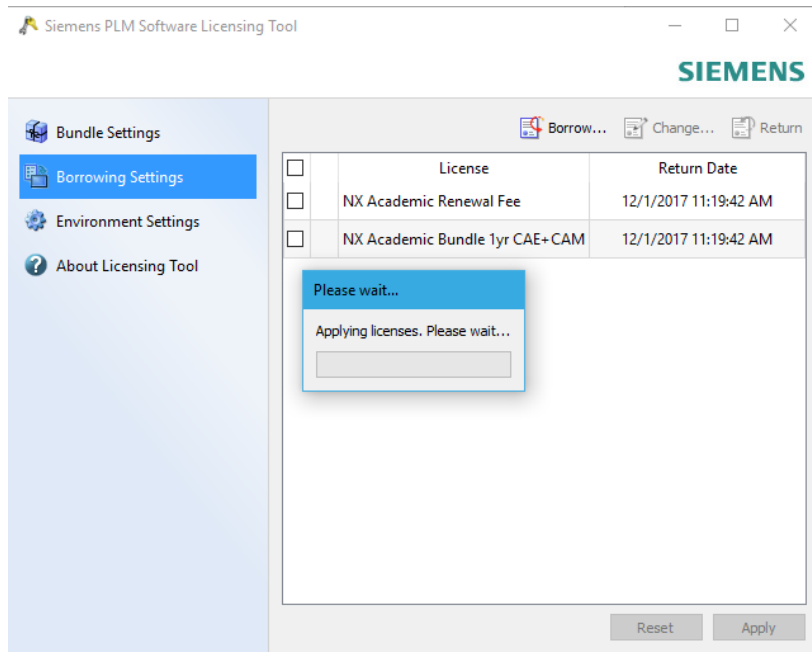 Siemens PLM Software Licensing Tool
SIEMENS
Bundle Settings
Borrowing Settings
Environment Settings
About Licensing Tool
Borrow... Change... Return
License Return Date
NX Academic Renewal Fee 12/1/2017 11:19:42 AM
NX Academic Bundle 1yr CAE+CAM 12/1/2017 11:19:42 AM
Please wait...
Applying licenses. Please wait...
Reset Apply